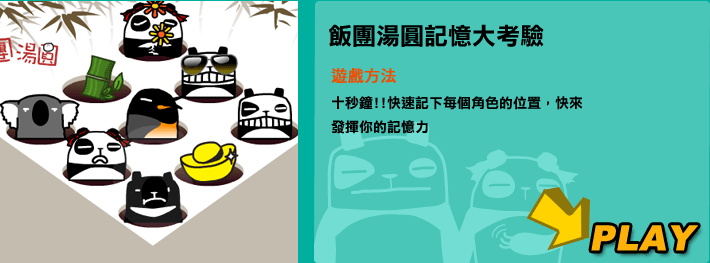 團湯圓
飯團湯圓記憶大考驗
遊戲方法
十秒鐘!!快速記下每個角色的位置，快來
發揮你的記憶力
PLAY